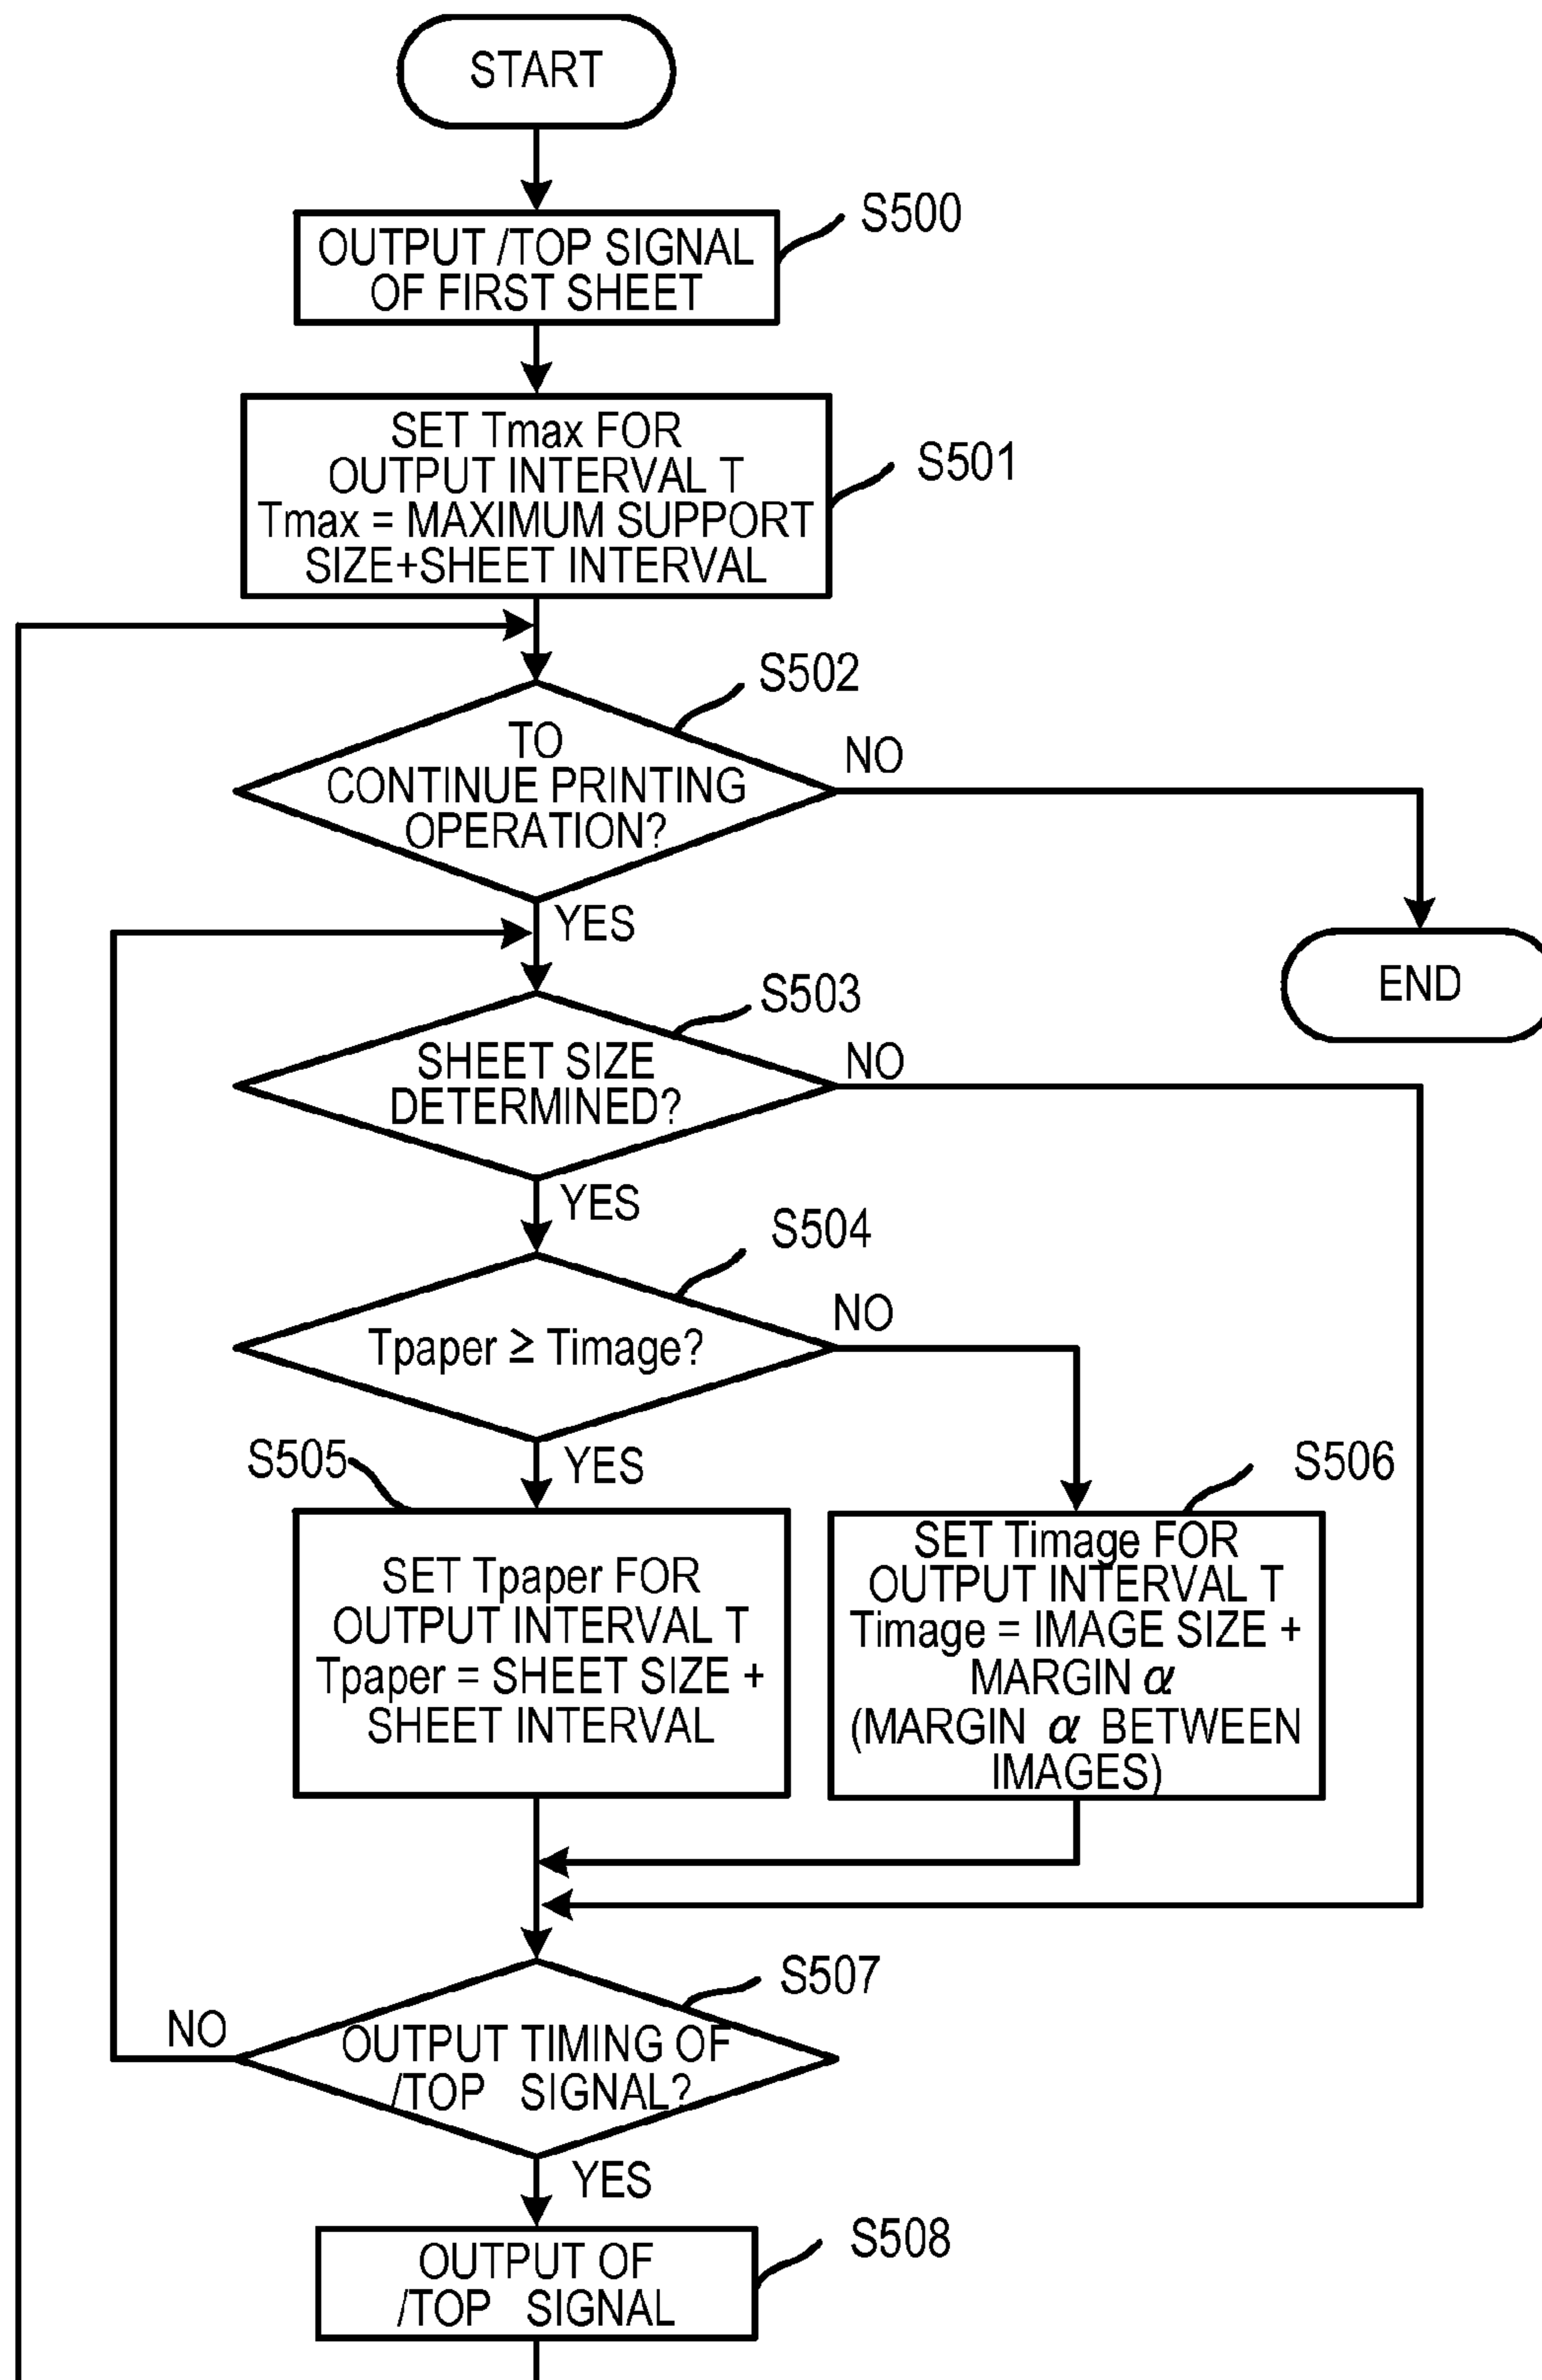 START
S500
OUTPUT /TOP SIGNAL
OF FIRST SHEET
S501
SET Tmax FOR
OUTPUT INTERVAL T
Tmax = MAXIMUM SUPPORT
SIZE+SHEET INTERVAL
S502
TO
CONTINUE PRINTING
OPERATION?
NO
YES
END
S503
SHEET SIZE
DETERMINED?
NO
YES
S504
Tpaper ≥ Timage?
NO
YES
S505
SET Tpaper FOR
OUTPUT INTERVAL T
Tpaper = SHEET SIZE +
SHEET INTERVAL
S506
SET Timage FOR
OUTPUT INTERVAL T
Timage = IMAGE SIZE +
MARGIN α
(MARGIN α BETWEEN
IMAGES)
S507
NO
OUTPUT TIMING OF
/TOP SIGNAL?
YES
S508
OUTPUT OF
/TOP SIGNAL